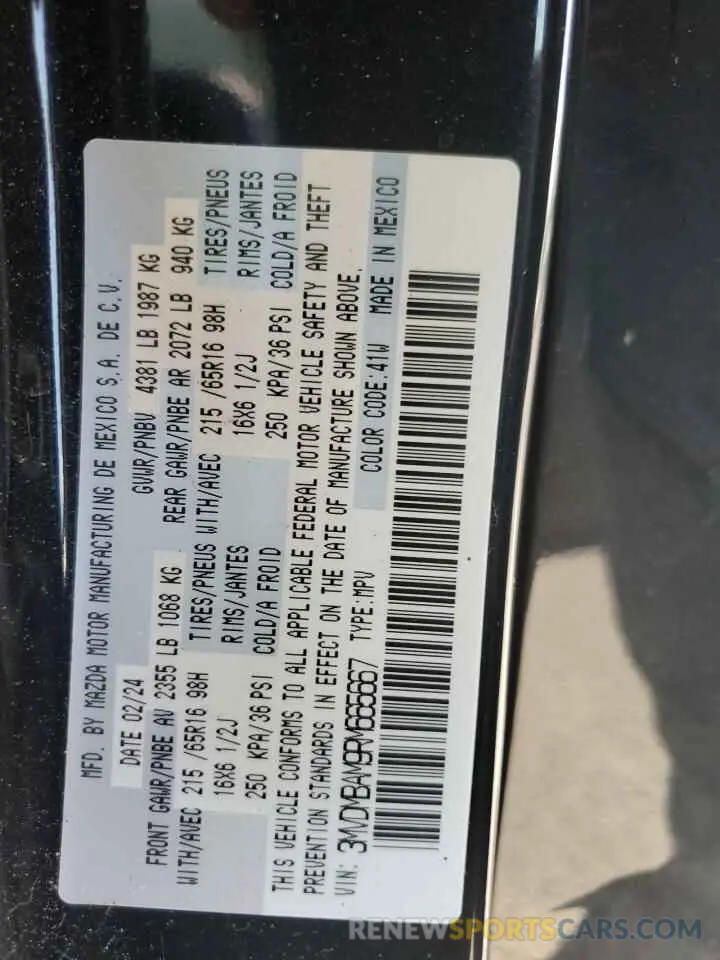 MFD. BY MAZDA MOTOR MANUFACTURING DE MEXICO S.A. DE C.V.
DATE 02/24 GVWR/PNBV 4381 LB 1987 KG
FRONT GAWR/PNBE AV 2355 LB 1068 KG REAR GAWR/PNBE AR 2072 LB 940 KG
WITH/AVEC 215 /65R16 98H TIRES/PNEUS WITH/AVEC 215 /65R16 98H TIRES/PNEUS
16X6 1/2J RIMS/JANTES 16X6 1/2J RIMS/JANTES
250 KPA/36 PSI COLD/A FROID 250 KPA/36 PSI COLD/A FROID
THIS VEHICLE CONFORMS TO ALL APPLICABLE FEDERAL MOTOR VEHICLE SAFETY AND THEFT
PREVENTION STANDARDS IN EFFECT ON THE DATE OF MANUFACTURE SHOWN ABOVE.
VIN: 3MVDMBAM9RM665667 TYPE:MPV COLOR CODE:41W MADE IN MEXICO
RENEWSPORTSCARS.COM